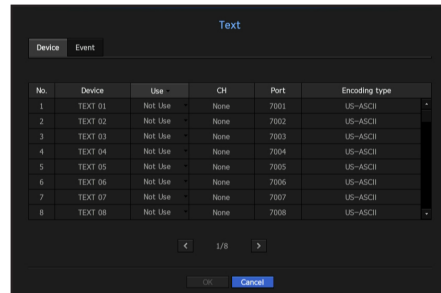 Text
Device Event
No. Device Use CH Port Encoding type
1 TEXT 01 Not Use None 7001 US-ASCII
2 TEXT 02 Not Use None 7002 US-ASCII
3 TEXT 03 Not Use None 7003 US-ASCII
4 TEXT 04 Not Use None 7004 US-ASCII
5 TEXT 05 Not Use None 7005 US-ASCII
6 TEXT 06 Not Use None 7006 US-ASCII
7 TEXT 07 Not Use None 7007 US-ASCII
8 TEXT 08 Not Use None 7008 US-ASCII
< 1/8 >
OK Cancel